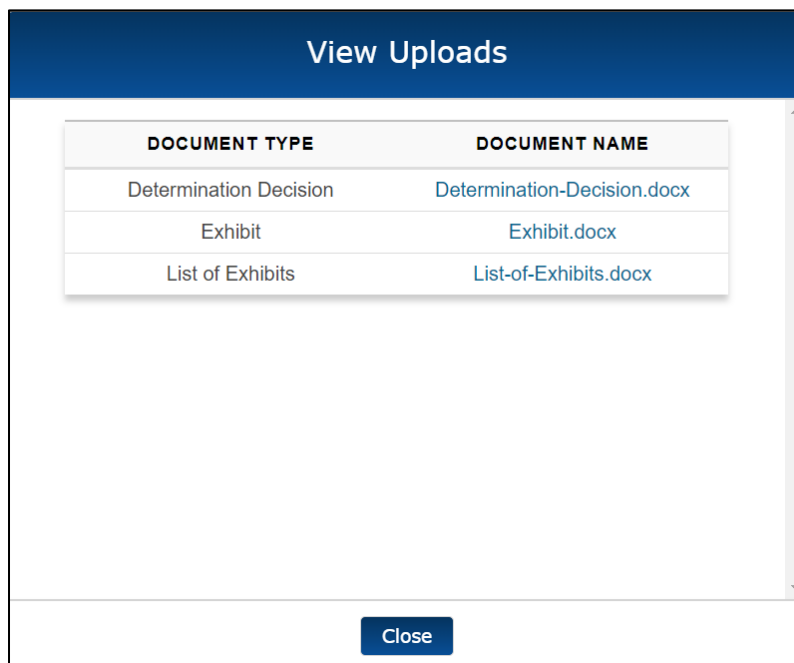 View Uploads
DOCUMENT TYPE DOCUMENT NAME
Determination Decision Determination-Decision.docx
Exhibit Exhibit.docx
List of Exhibits List-of-Exhibits.docx
Close